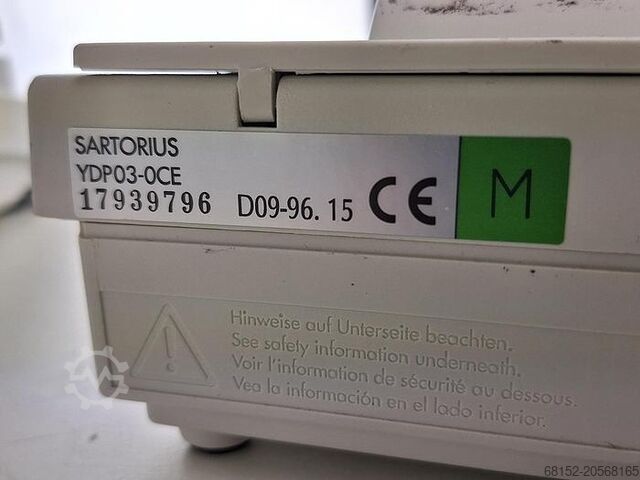 SARTORIUS
YDP03-0CE
17939796 D09-96.15 CE M
Hinweise auf Unterseite beachten.
See safety information underneath.
Voir l'information de sécurité au dessous.
Vea la información en el lado inferior.
68152-20568165